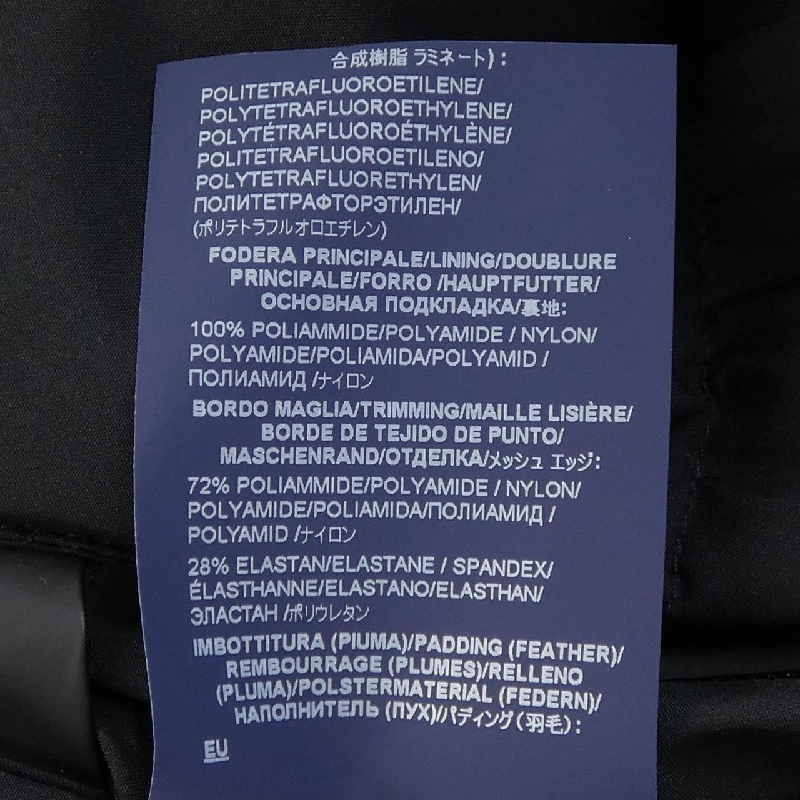 合成樹脂 ラミネート):
POLITETRAFLUOROETILENE/
POLYTETRAFLUOROETHYLENE/
POLYTÉTRAFLUOROÉTHYLÈNE/
POLITETRAFLUOROETILENO/
POLYTETRAFLUORETHYLEN/
ПОЛИТЕТРАФТОРЭТИЛЕН/
(ポリテトラフルオロエチレン)
FODERA PRINCIPALE/LINING/DOUBLURE
PRINCIPALE/FORRO /HAUPTFUTTER/
ОСНОВНАЯ ПОДКЛАДКА/裏地:
100% POLIAMMIDE/POLYAMIDE / NYLON/
POLYAMIDE/POLIAMIDA/POLYAMID /
ПОЛИАМИД /ナイロン
BORDO MAGLIA/TRIMMING/MAILLE LISIÈRE/
BORDE DE TEJIDO DE PUNTO/
MASCHENRAND/ОТДЕЛКА/メッシュ エッジ:
72% POLIAMMIDE/POLYAMIDE / NYLON/
POLYAMIDE/POLIAMIDA/ПОЛИАМИД /
POLYAMID /ナイロン
28% ELASTAN/ELASTANE / SPANDEX/
ÉLASTHANNE/ELASTANO/ELASTHAN/
ЭЛАСТАН /ポリウレタン
IMBOTTITURA (PIUMA)/PADDING (FEATHER)/
REMBOURRAGE (PLUMES)/RELLENO
(PLUMA)/POLSTERMATERIAL (FEDERN)/
НАПОЛНИТЕЛЬ (ПУХ)/パディング(羽毛):
EU